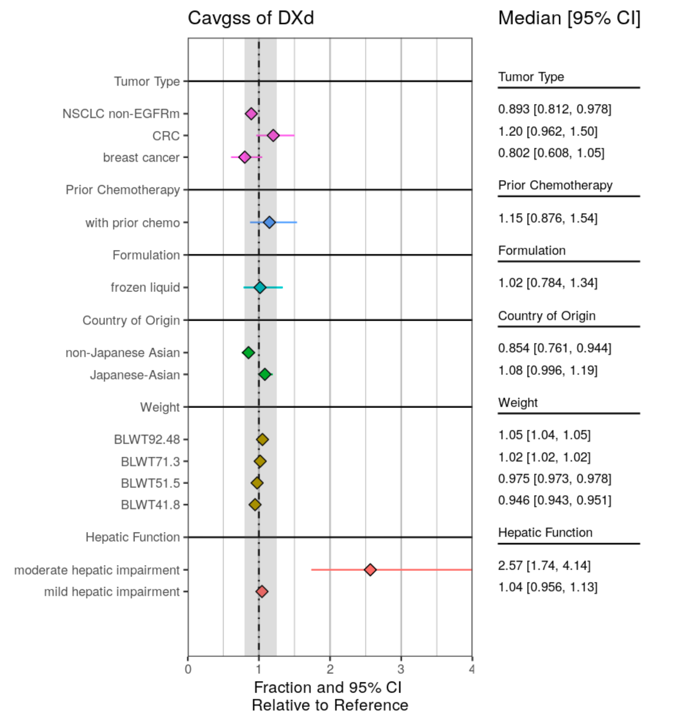 Cavgss of DXd
Median [95% CI]
Tumor Type
Tumor Type
NSCLC non-EGFRm
0.893 [0.812, 0.978]
CRC
1.20 [0.962, 1.50]
breast cancer
0.802 [0.608, 1.05]
Prior Chemotherapy
Prior Chemotherapy
with prior chemo
1.15 [0.876, 1.54]
Formulation
Formulation
frozen liquid
1.02 [0.784, 1.34]
Country of Origin
Country of Origin
non-Japanese Asian
0.854 [0.761, 0.944]
Japanese-Asian
1.08 [0.996, 1.19]
Weight
Weight
BLWT92.48
1.05 [1.04, 1.05]
BLWT71.3
1.02 [1.02, 1.02]
BLWT51.5
0.975 [0.973, 0.978]
BLWT41.8
0.946 [0.943, 0.951]
Hepatic Function
Hepatic Function
moderate hepatic impairment
2.57 [1.74, 4.14]
mild hepatic impairment
1.04 [0.956, 1.13]
0 1 2 3 4
Fraction and 95% CI
Relative to Reference